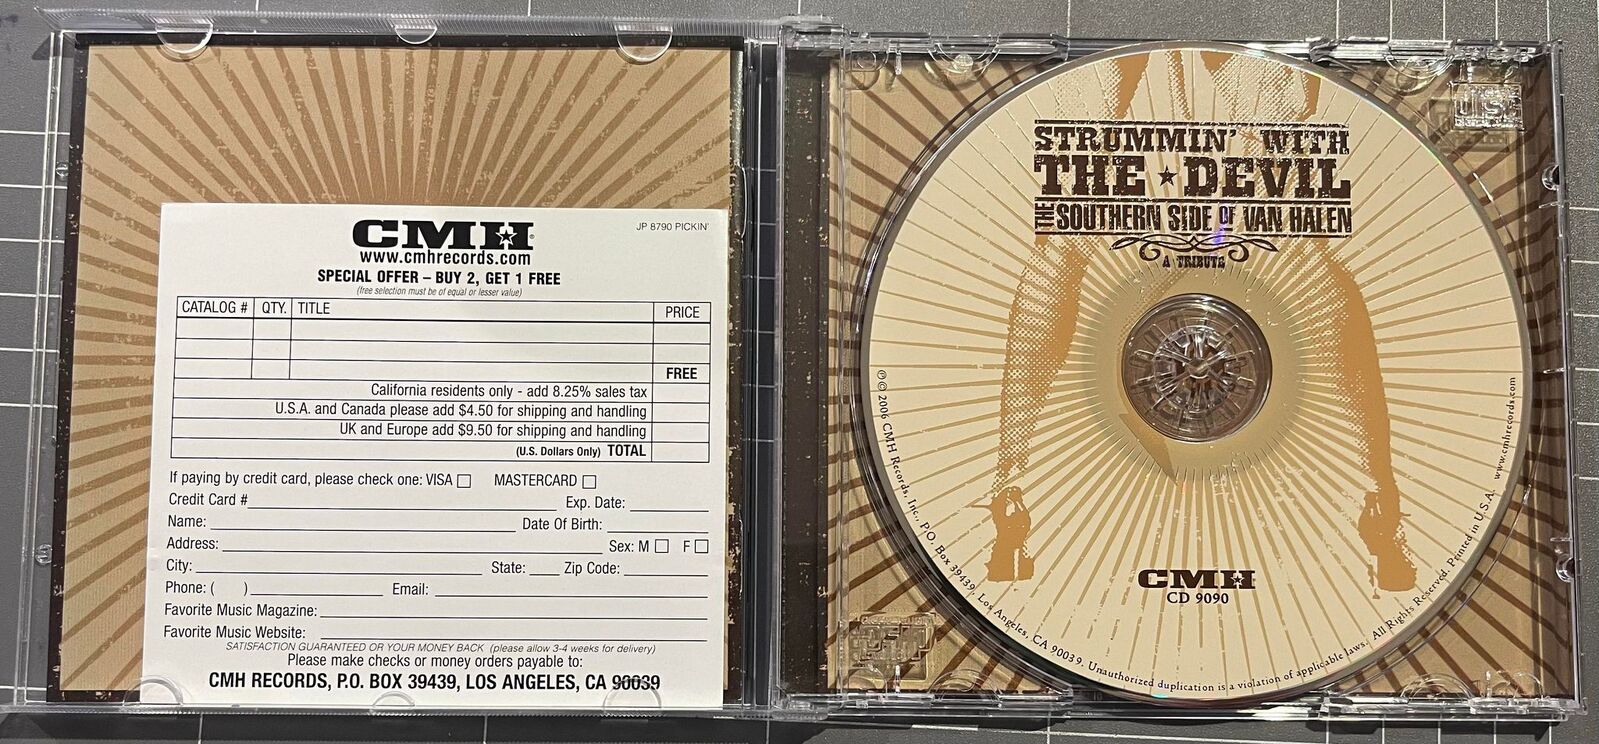 CMH
JP 8790 PICKIN'
www.cmhrecords.com
SPECIAL OFFER – BUY 2, GET 1 FREE
(free selection must be of equal or lesser value)
CATALOG # QTY. TITLE PRICE
FREE
California residents only - add 8.25% sales tax
U.S.A. and Canada please add $4.50 for shipping and handling
UK and Europe add $9.50 for shipping and handling
(U.S. Dollars Only) TOTAL
If paying by credit card, please check one: VISA MASTERCARD
Credit Card # Exp. Date:
Name: Date Of Birth:
Address: Sex: M F
City: State: Zip Code:
Phone: ( ) Email:
Favorite Music Magazine:
Favorite Music Website:
SATISFACTION GUARANTEED OR YOUR MONEY BACK (please allow 3-4 weeks for delivery)
Please make checks or money orders payable to:
CMH RECORDS, P.O. BOX 39439, LOS ANGELES, CA 90039
STRUMMIN' WITH
THE DEVIL
THE SOUTHERN SIDE OF VAN HALEN
A TRIBUTE
CMH
CD 9090
℗© 2006 CMH Records, Inc., P.O. Box 39439, Los Angeles, CA 90039. Unauthorized duplication is a violation of applicable laws. All Rights Reserved. Printed in U.S.A. www.cmhrecords.com